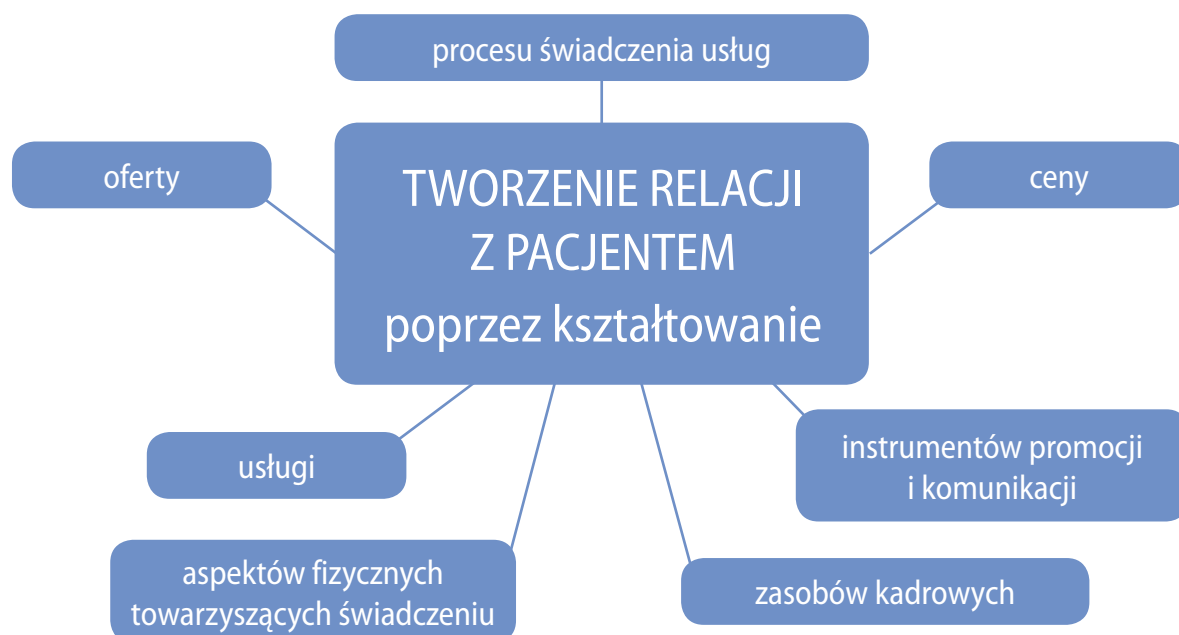 procesu świadczenia usług
oferty
TWORZENIE RELACJI
Z PACJENTEM
poprzez kształtowanie
ceny
usługi
instrumentów promocji
i komunikacji
aspektów fizycznych
towarzyszących świadczeniu
zasobów kadrowych